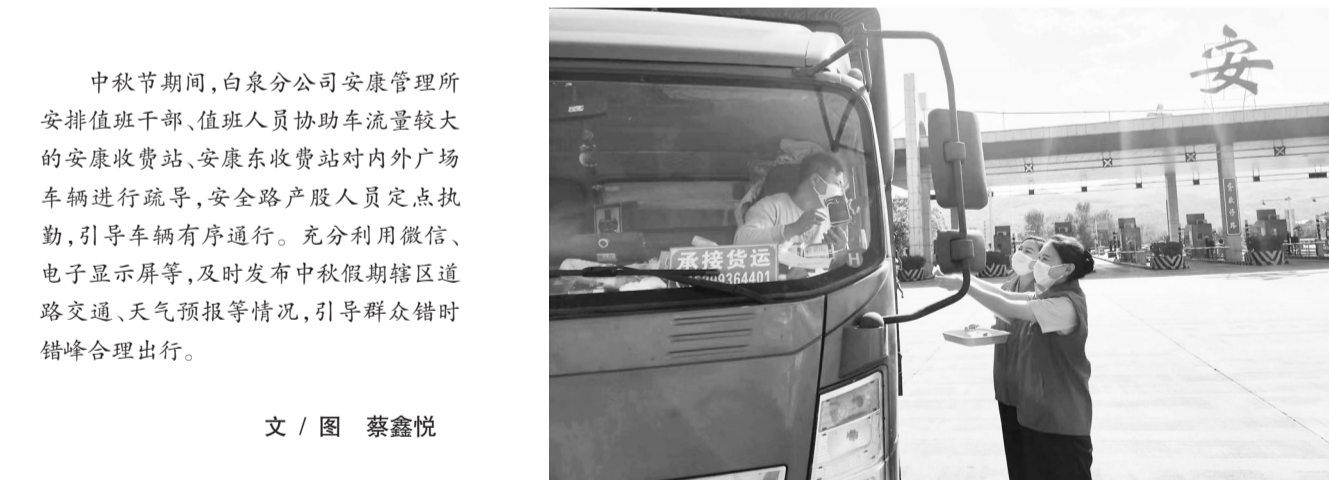 中秋节期间，白泉分公司安康管理所
安排值班干部、值班人员协助车流量较大
的安康收费站、安康东收费站对内外广场
车辆进行疏导，安全路产股人员定点执
勤，引导车辆有序通行。充分利用微信、
电子显示屏等，及时发布中秋假期辖区道
路交通、天气预报等情况，引导群众错时
错峰合理出行。
文 / 图　蔡鑫悦
安
承接货运